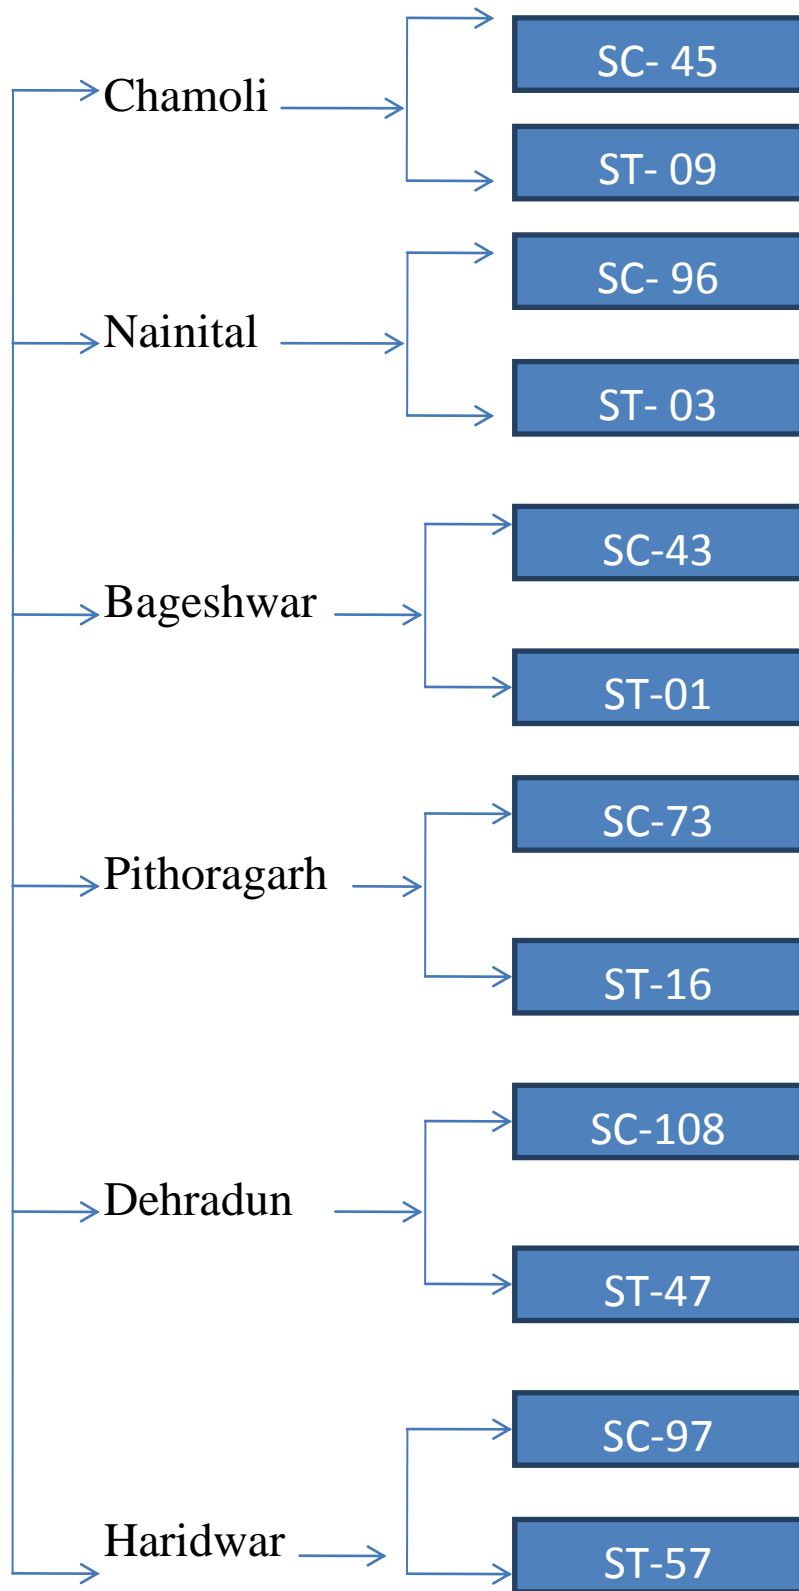 Chamoli
SC- 45
ST- 09
Nainital
SC- 96
ST- 03
Bageshwar
SC-43
ST-01
Pithoragarh
SC-73
ST-16
Dehradun
SC-108
ST-47
Haridwar
SC-97
ST-57